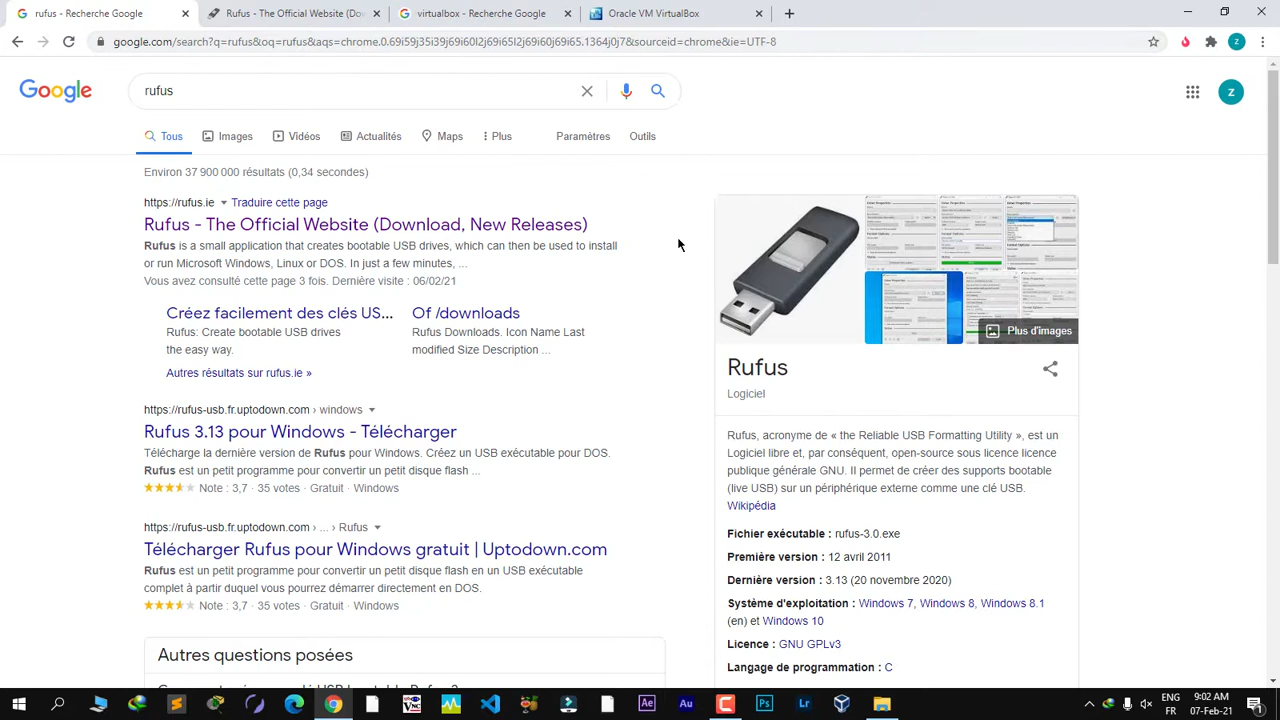 rufus - Recherche Google
Rufus - The Official Website (Dov
virtualbox - Recherche Google
Oracle VM VirtualBox
google.com/search?q=rufus&oq=rufus&aqs=chrome.0.69i59j35i39j69i60l2j69i65l2j69i60j69i65.1364j0j7&sourceid=chrome&ie=UTF-8
Z
Google
rufus
Z
Tous Images Vidéos Actualités Maps Plus Paramètres Outils
Environ 37 900 000 résultats (0,34 secondes)
https://rufus.ie Traduire cette page
Rufus - The Official Website (Download, New Releases)
Rufus is a small application that creates bootable USB drives, which can then be used to install
or run Microsoft Windows, DOS. In just a few minutes, ...
Vous avez
Créez facilement des clés US...
Of Downloads
Rufus: Create bootable USB drives
the easy way.
Rufus Downloads. Icon Name Last
modified Size Description ...
Autres résultats sur rufus.ie »
https://rufus-usb.fr.uptodown.com › windows
Rufus 3.13 pour Windows - Télécharger
Télécharge la dernière version de Rufus pour Windows. Créez un USB exécutable pour DOS.
Rufus est un petit programme pour convertir un petit disque flash ...
Note : 3,7 · 35 votes · Gratuit · Windows
https://rufus-usb.fr.uptodown.com › ... › Rufus
Télécharger Rufus pour Windows gratuit | Uptodown.com
Rufus est un petit programme pour convertir un petit disque flash en un USB exécutable
complet à partir duquel vous pourrez démarrer directement en DOS.
Note : 3,7 · 35 votes · Gratuit · Windows
Autres questions posées
Plus d'images
Rufus
Logiciel
Rufus, acronyme de « the Reliable USB Formatting Utility », est un
Logiciel libre et, par conséquent, open-source sous licence licence
publique générale GNU. Il permet de créer des supports bootable
(live USB) sur un périphérique externe comme une clé USB.
Wikipédia
Fichier exécutable : rufus-3.0.exe
Première version : 12 avril 2011
Dernière version : 3.13 (20 novembre 2020)
Système d'exploitation : Windows 7, Windows 8, Windows 8.1
(en) et Windows 10
Licence : GNU GPLv3
Langage de programmation : C
Ae Au C Ps Lr
ENG
FR
9:02 AM
07-Feb-21
1